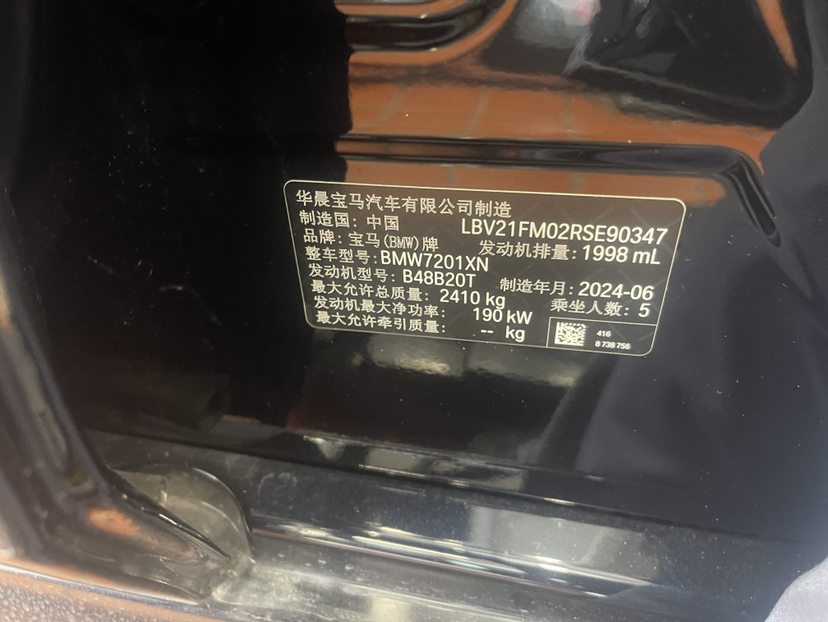 华晨宝马汽车有限公司制造
制造国: 中国 LBV21FM02RSE90347
品牌: 宝马(BMW)牌 发动机排量: 1998 mL
整车型号: BMW7201XN
发动机型号: B48B20T 制造年月: 2024-06
最大允许总质量: 2410 kg 乘坐人数: 5
发动机最大净功率: 190 kW
最大允许牵引质量: -- kg
416
8 738 756